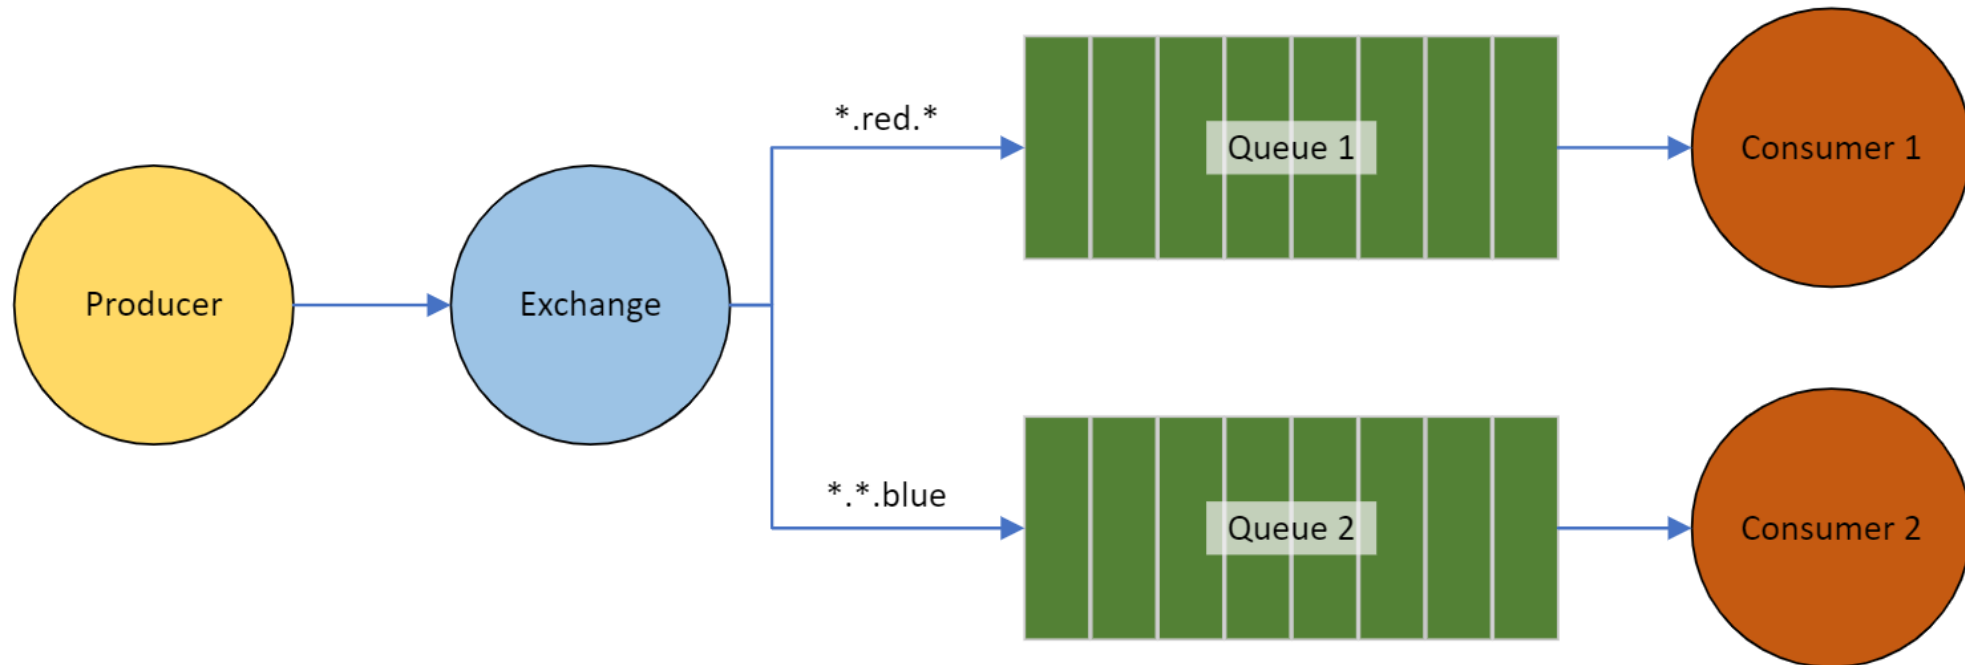 Producer
Exchange
*.red.*
Queue 1
Consumer 1
*.*.blue
Queue 2
Consumer 2